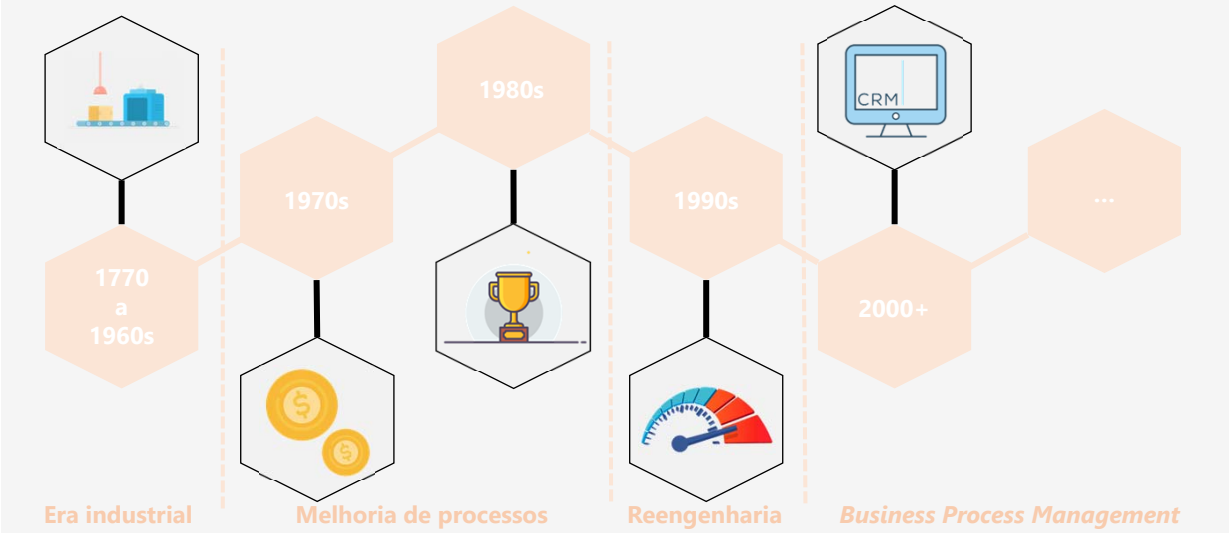 1980s
CRM
1970s
1990s
...
1770
a
1960s
2000+
$
$
Era industrial
Melhoria de processos
Reengenharia
Business Process Management